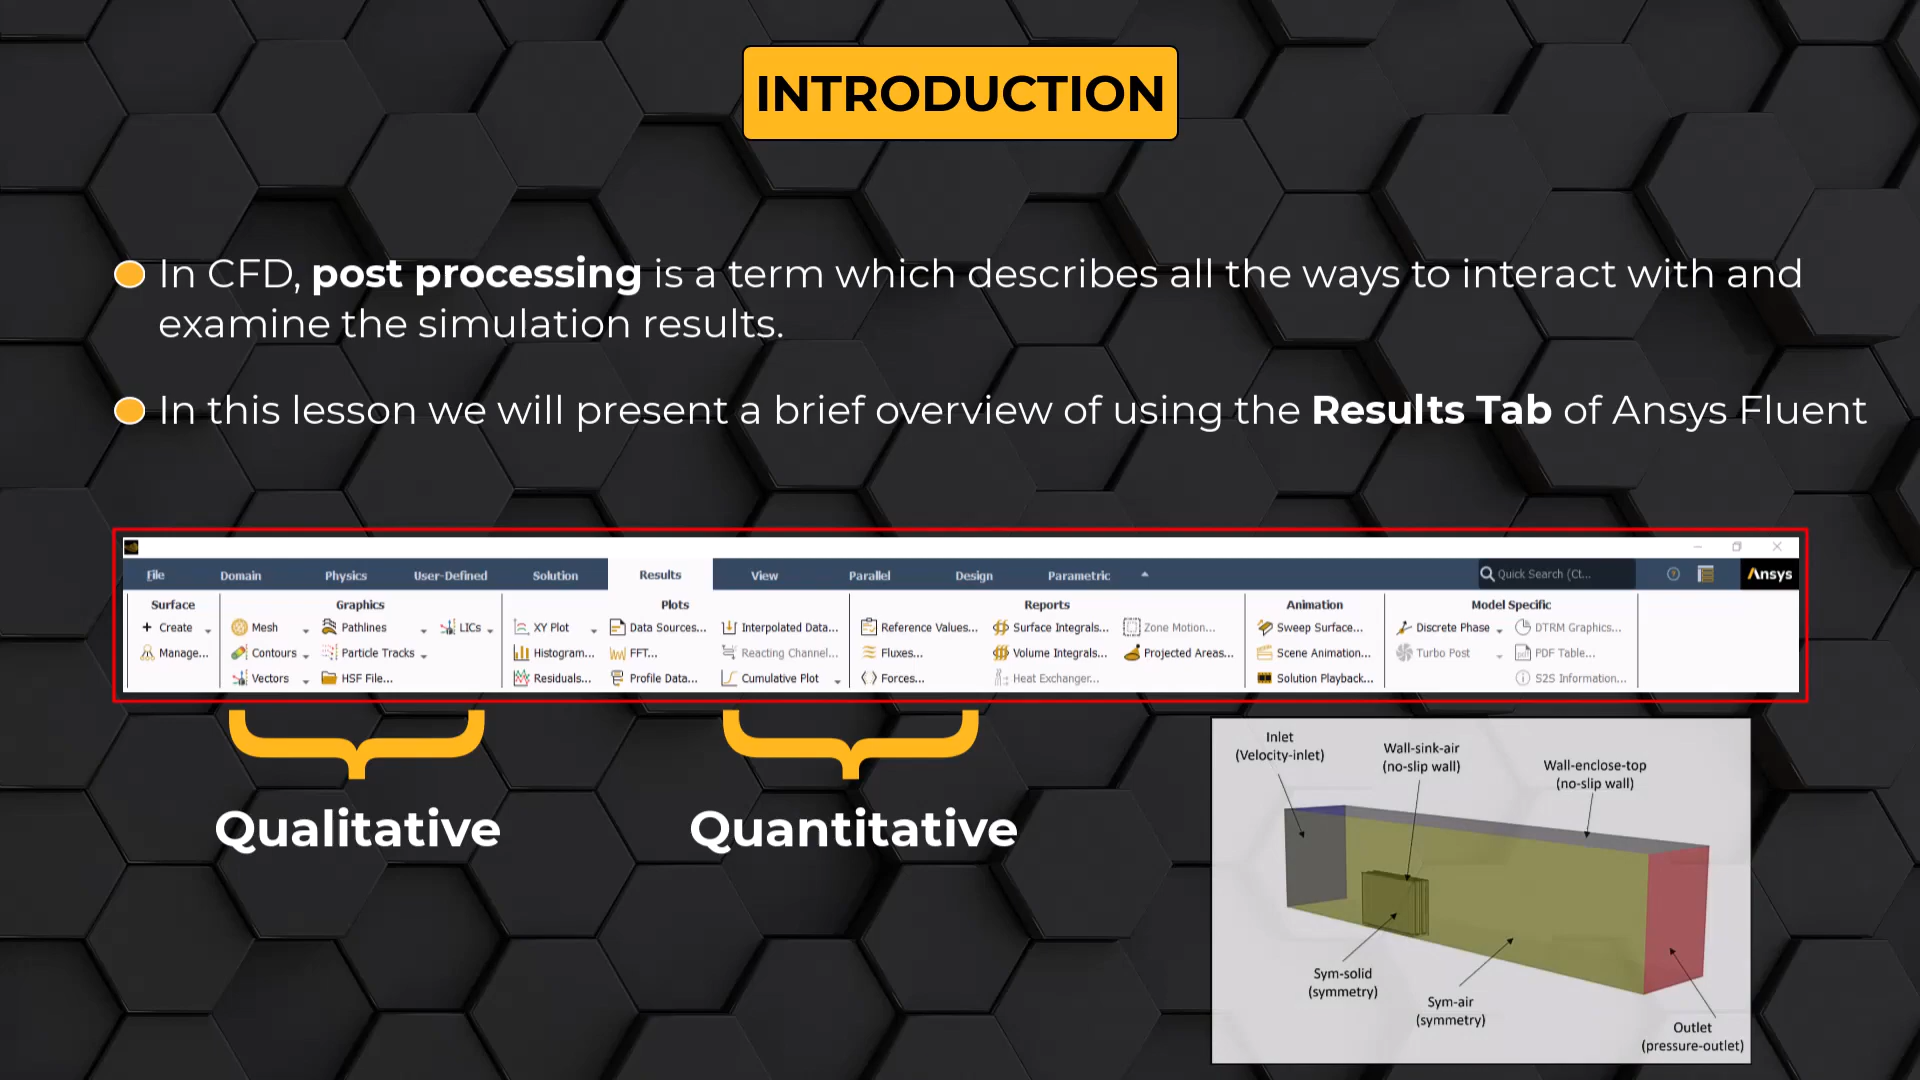 INTRODUCTION
In CFD, post processing is a term which describes all the ways to interact with and
examine the simulation results.
In this lesson we will present a brief overview of using the Results Tab of Ansys Fluent
File Domain Physics User-Defined Solution Results View Parallel Design Parametric Quick Search (Ct... Ansys
Surface Graphics Plots Reports Animation Model Specific
Create Mesh Pathlines LICs XY Plot Data Sources... Interpolated Data... Reference Values... Surface Integrals... Zone Motion... Sweep Surface... Discrete Phase DTRM Graphics...
Manage... Contours Particle Tracks Histogram... FFT... Reacting Channel... Fluxes... Volume Integrals... Projected Areas... Scene Animation... Turbo Post PDF Table...
Vectors HSF File... Residuals... Profile Data... Cumulative Plot Forces... Heat Exchanger... Solution Playback... S2S Information...
Qualitative
Quantitative
Inlet
(Velocity-inlet)
Wall-sink-air
(no-slip wall)
Wall-enclose-top
(no-slip wall)
Sym-solid
(symmetry)
Sym-air
(symmetry)
Outlet
(pressure-outlet)